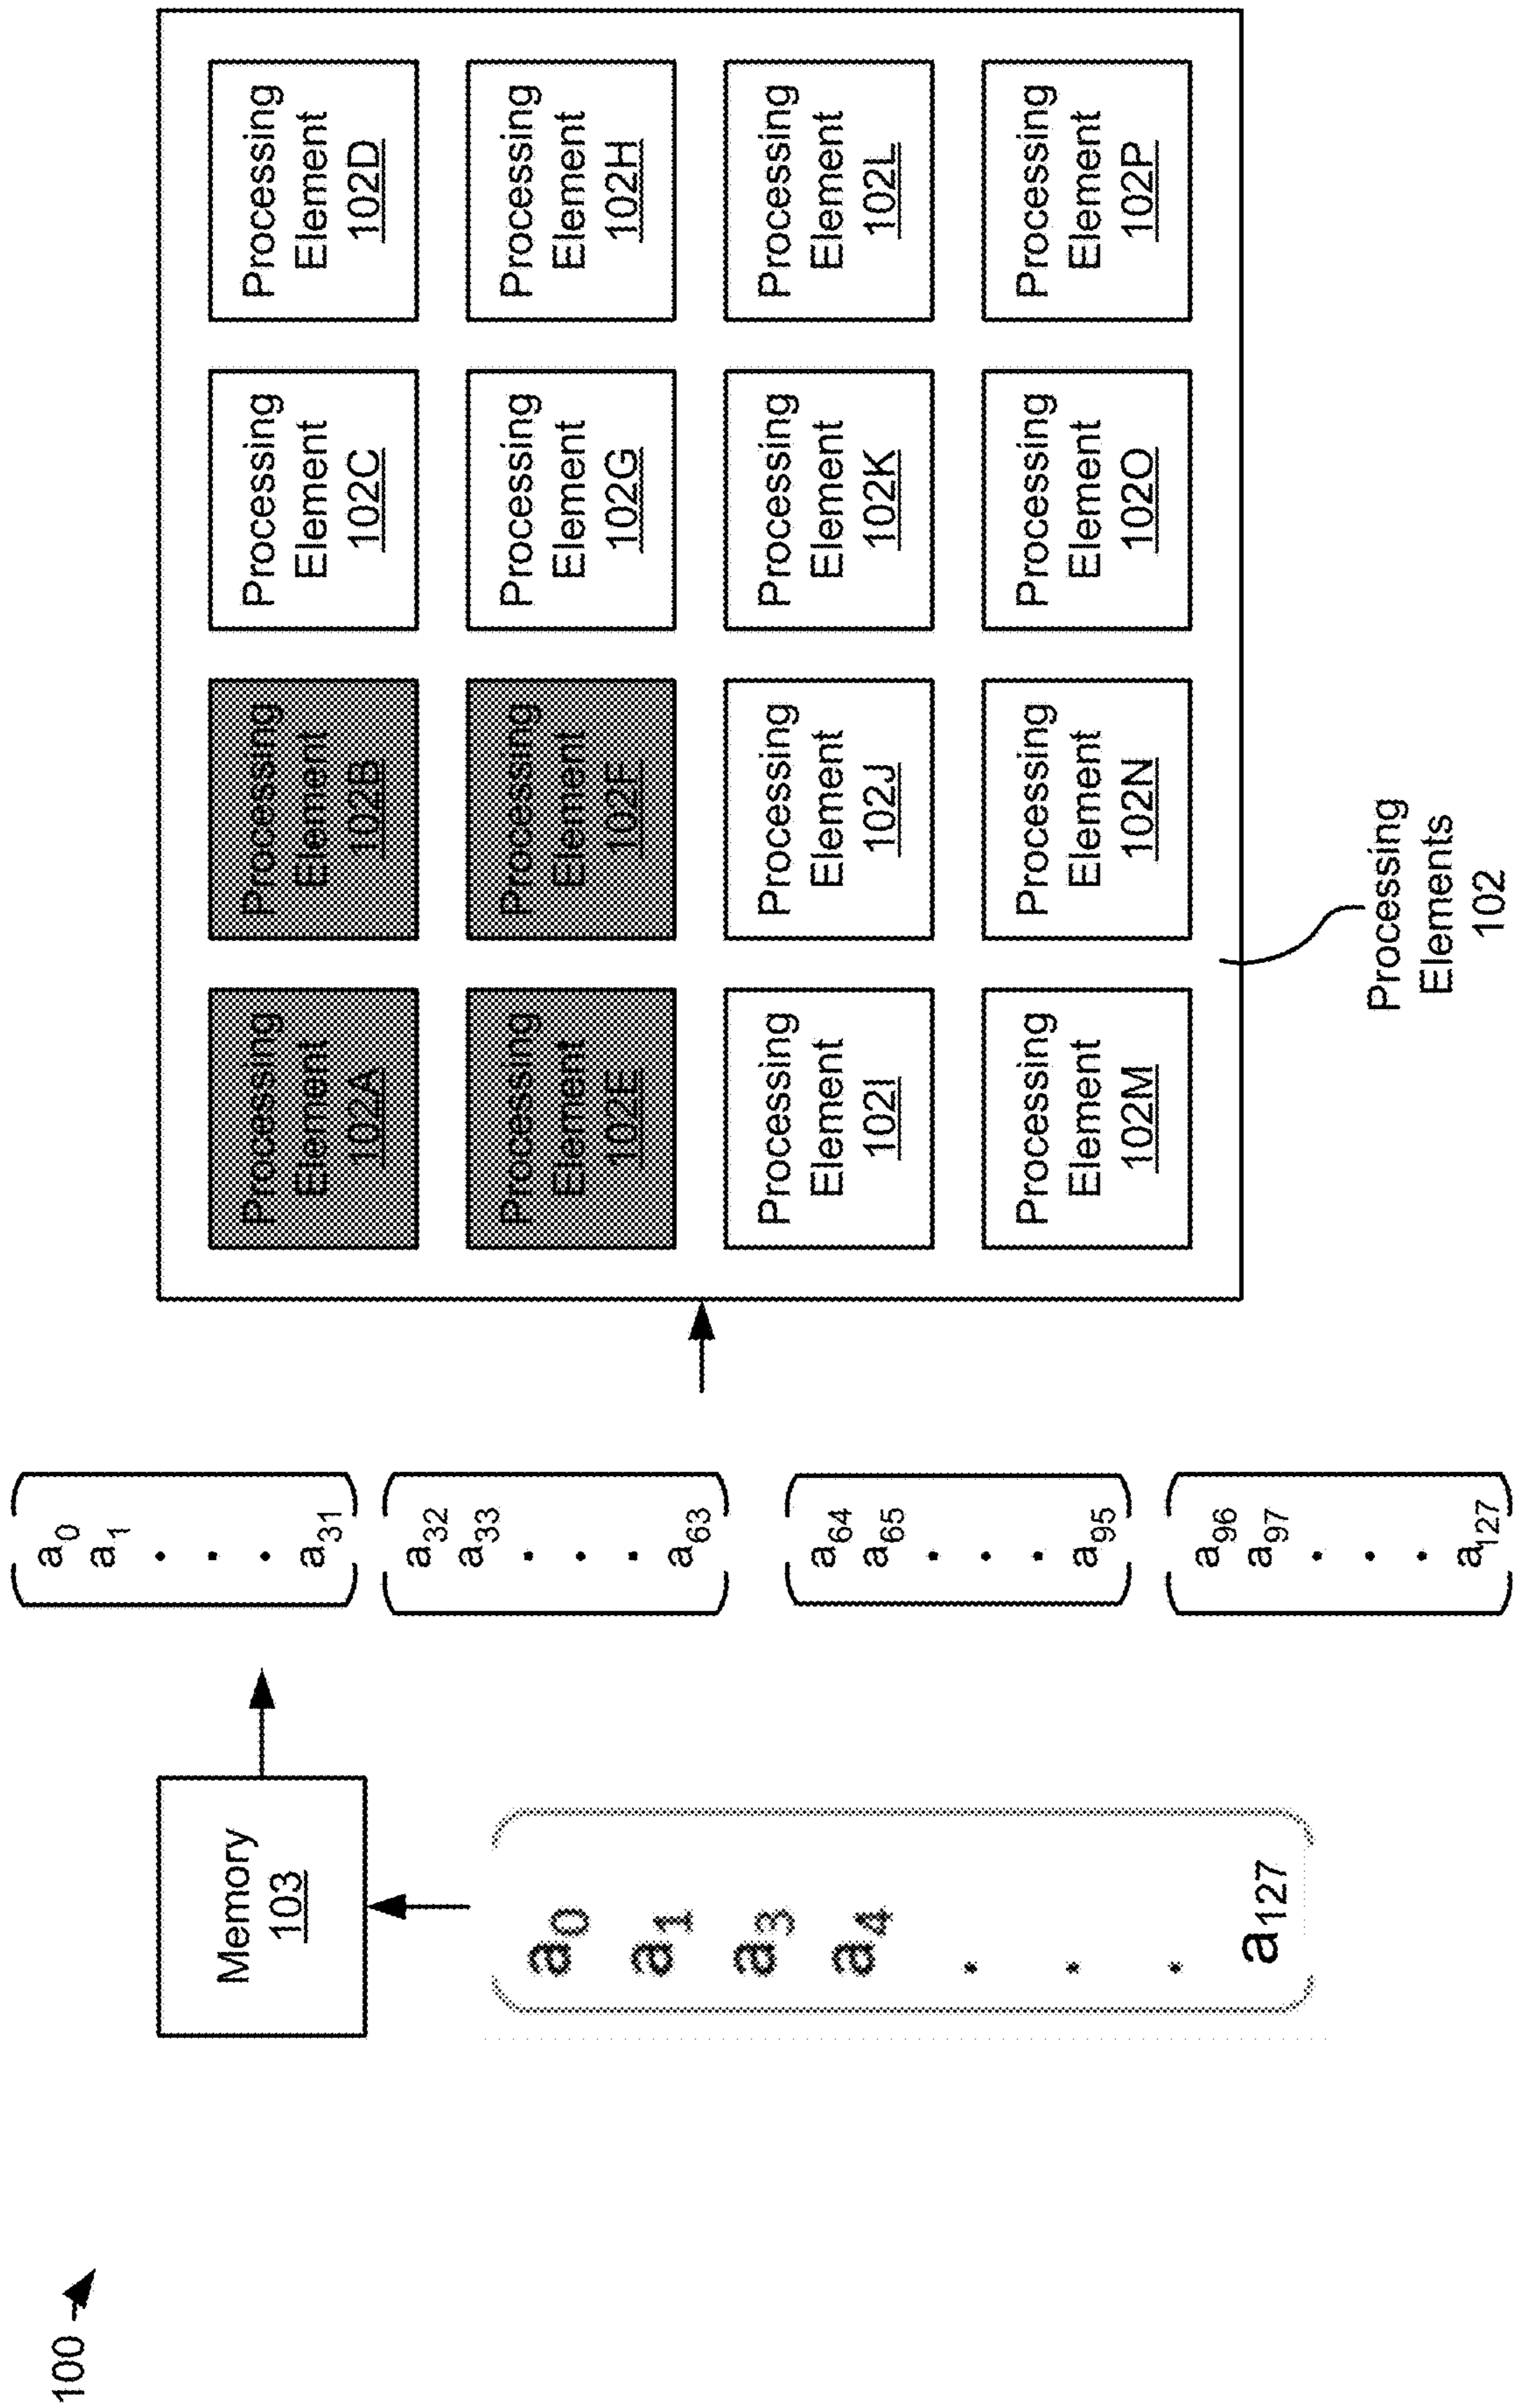 100
Memory
103
a0
a1
a3
a4
.
.
.
a127
a0
a1
.
.
.
a31
a32
a33
.
.
.
a63
a64
a65
.
.
.
a95
a96
a97
.
.
.
a127
Processing
Element
102A
Processing
Element
102B
Processing
Element
102C
Processing
Element
102D
Processing
Element
102E
Processing
Element
102F
Processing
Element
102G
Processing
Element
102H
Processing
Element
102I
Processing
Element
102J
Processing
Element
102K
Processing
Element
102L
Processing
Element
102M
Processing
Element
102N
Processing
Element
102O
Processing
Element
102P
Processing
Elements
102